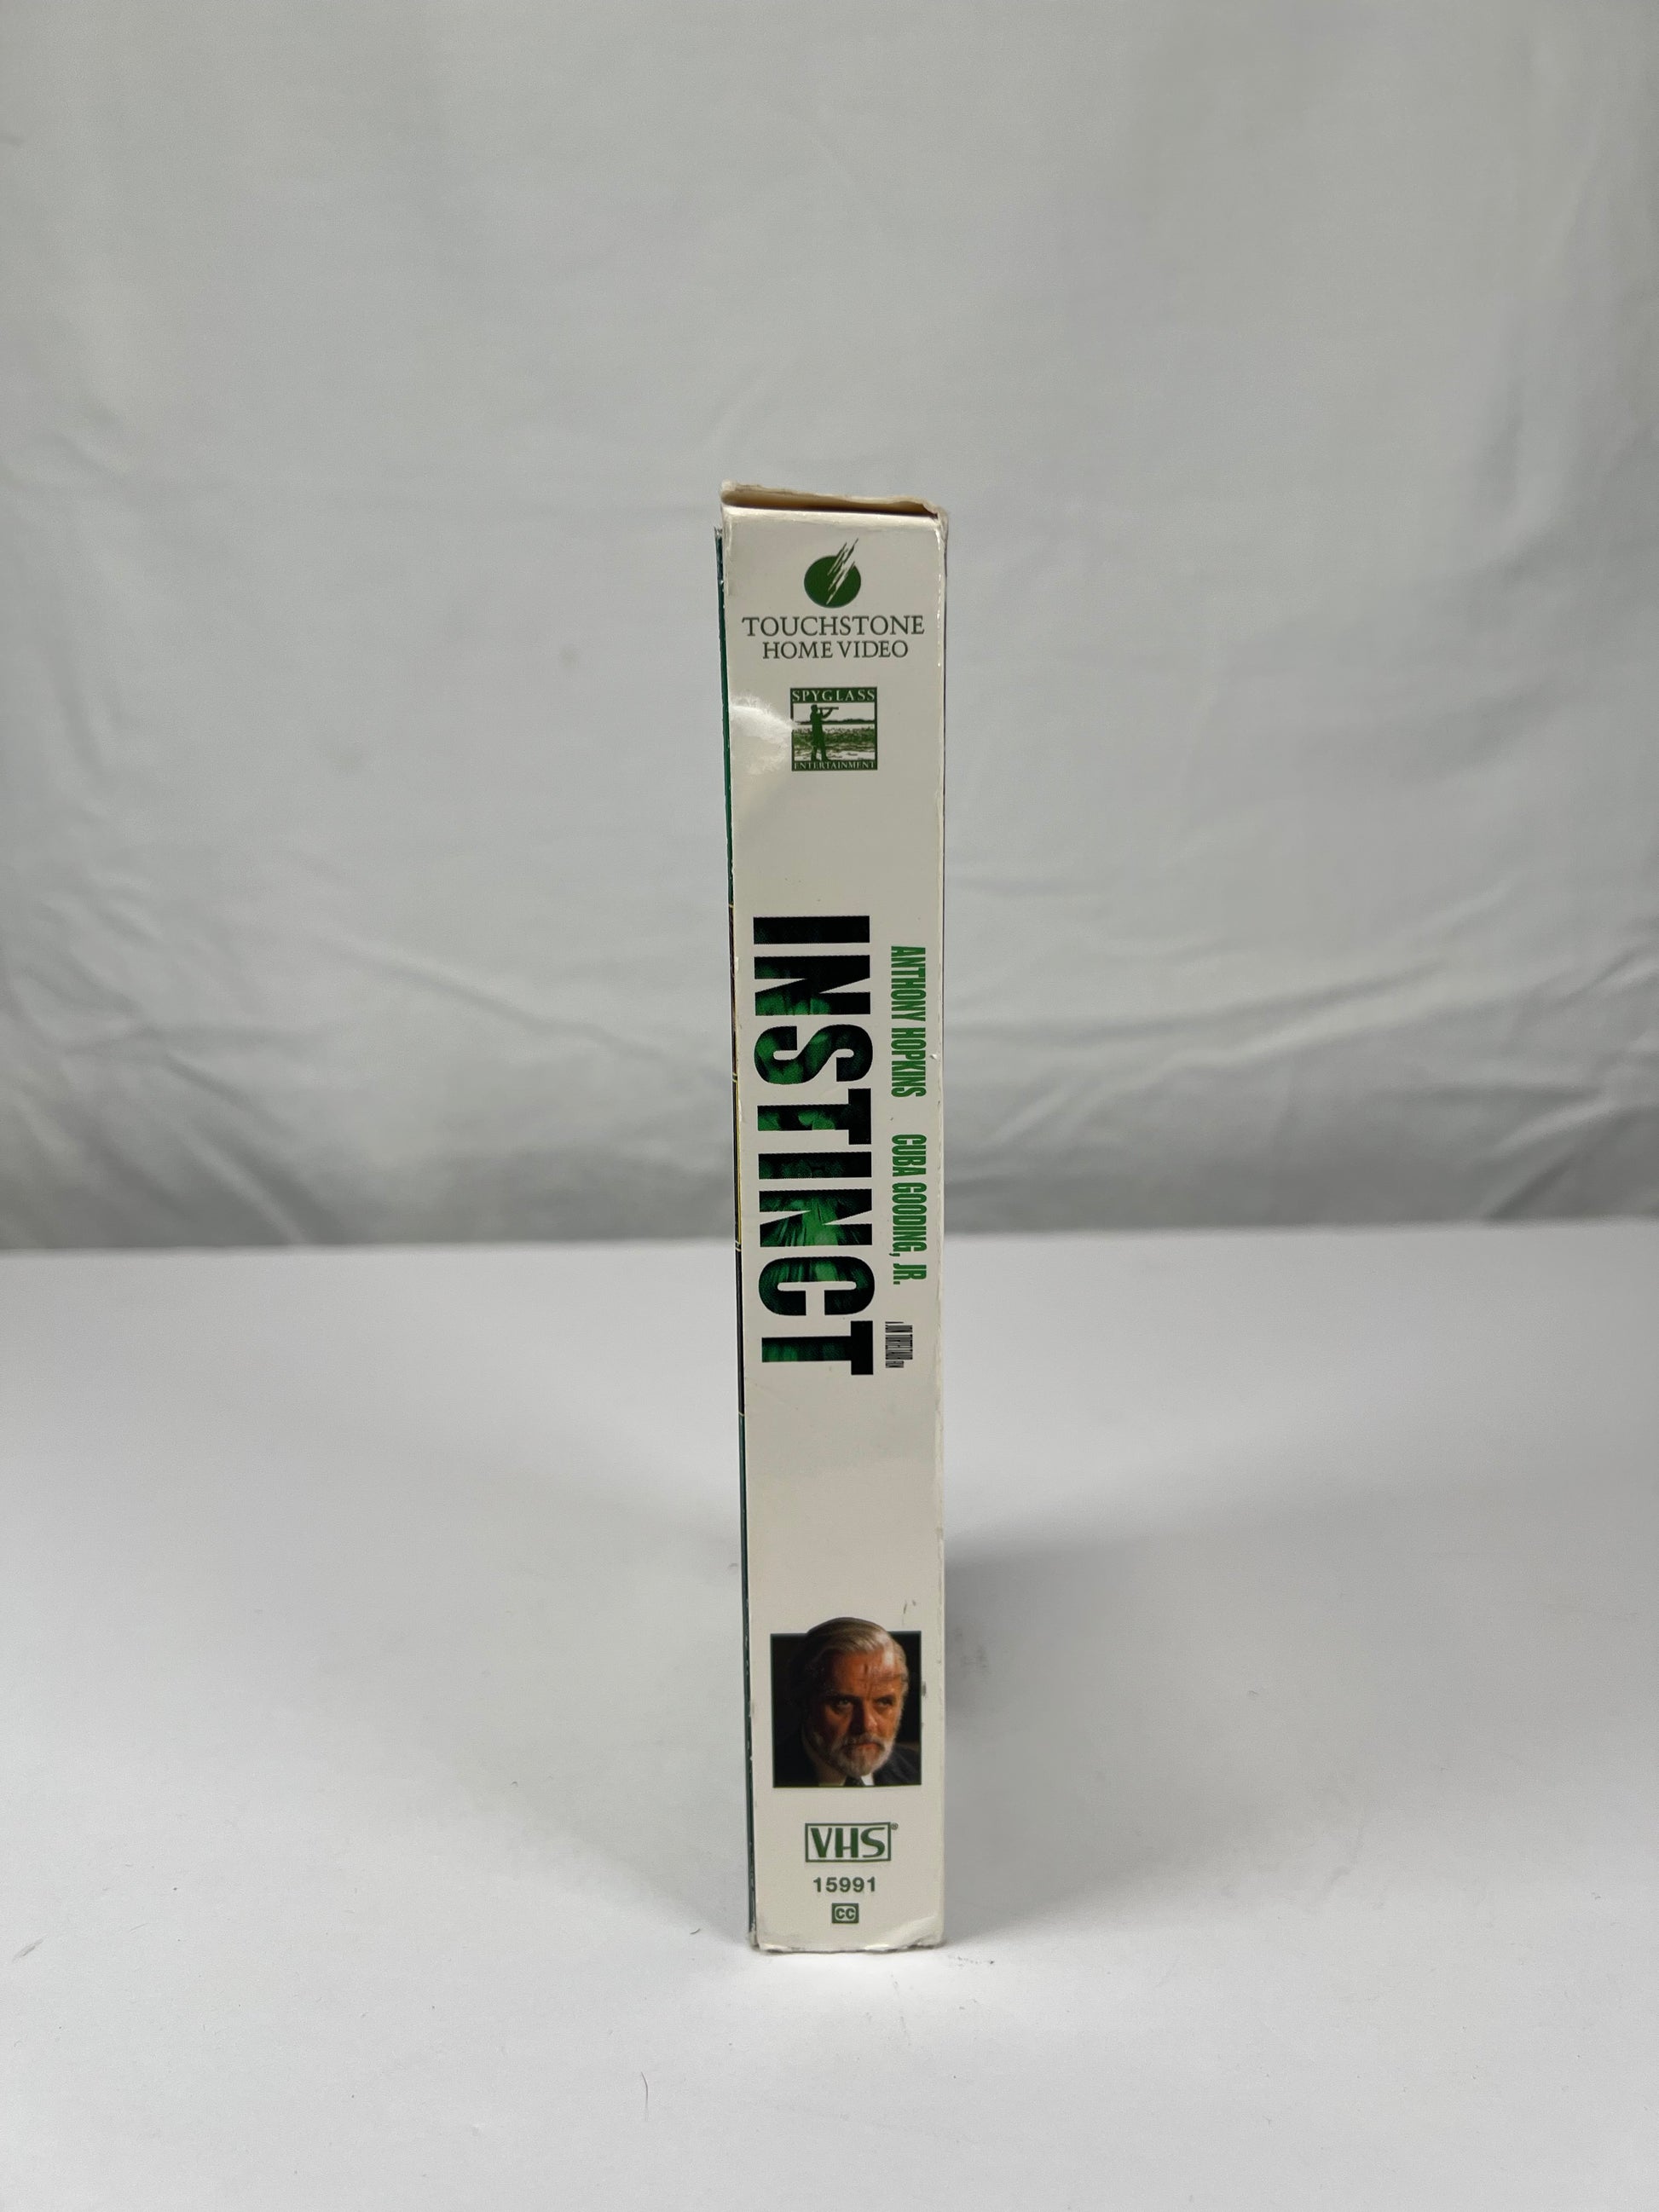 TOUCHSTONE
HOME VIDEO
SPYGLASS
ENTERTAINMENT
ANTHONY HOPKINS CUBA GOODING, JR.
INSTINCT
VHS®
15991
CC